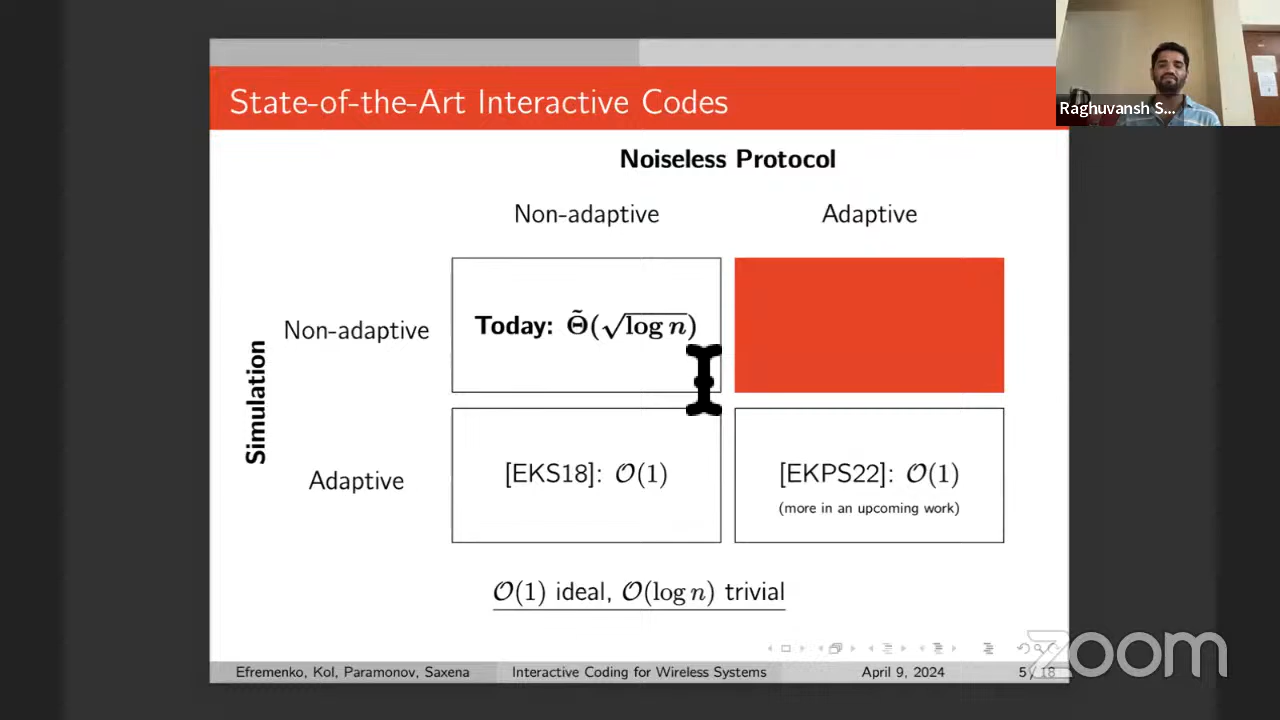 State-of-the-Art Interactive Codes
Raghuvansh S...
Noiseless Protocol
Non-adaptive Adaptive
Simulation
Non-adaptive
Today: Θ̃(√log n)
Adaptive
[EKS18]: 𝒪(1)
[EKPS22]: 𝒪(1)
(more in an upcoming work)
𝒪(1) ideal, 𝒪(log n) trivial
zoom
Efremenko, Kol, Paramonov, Saxena Interactive Coding for Wireless Systems April 9, 2024 5 / 18